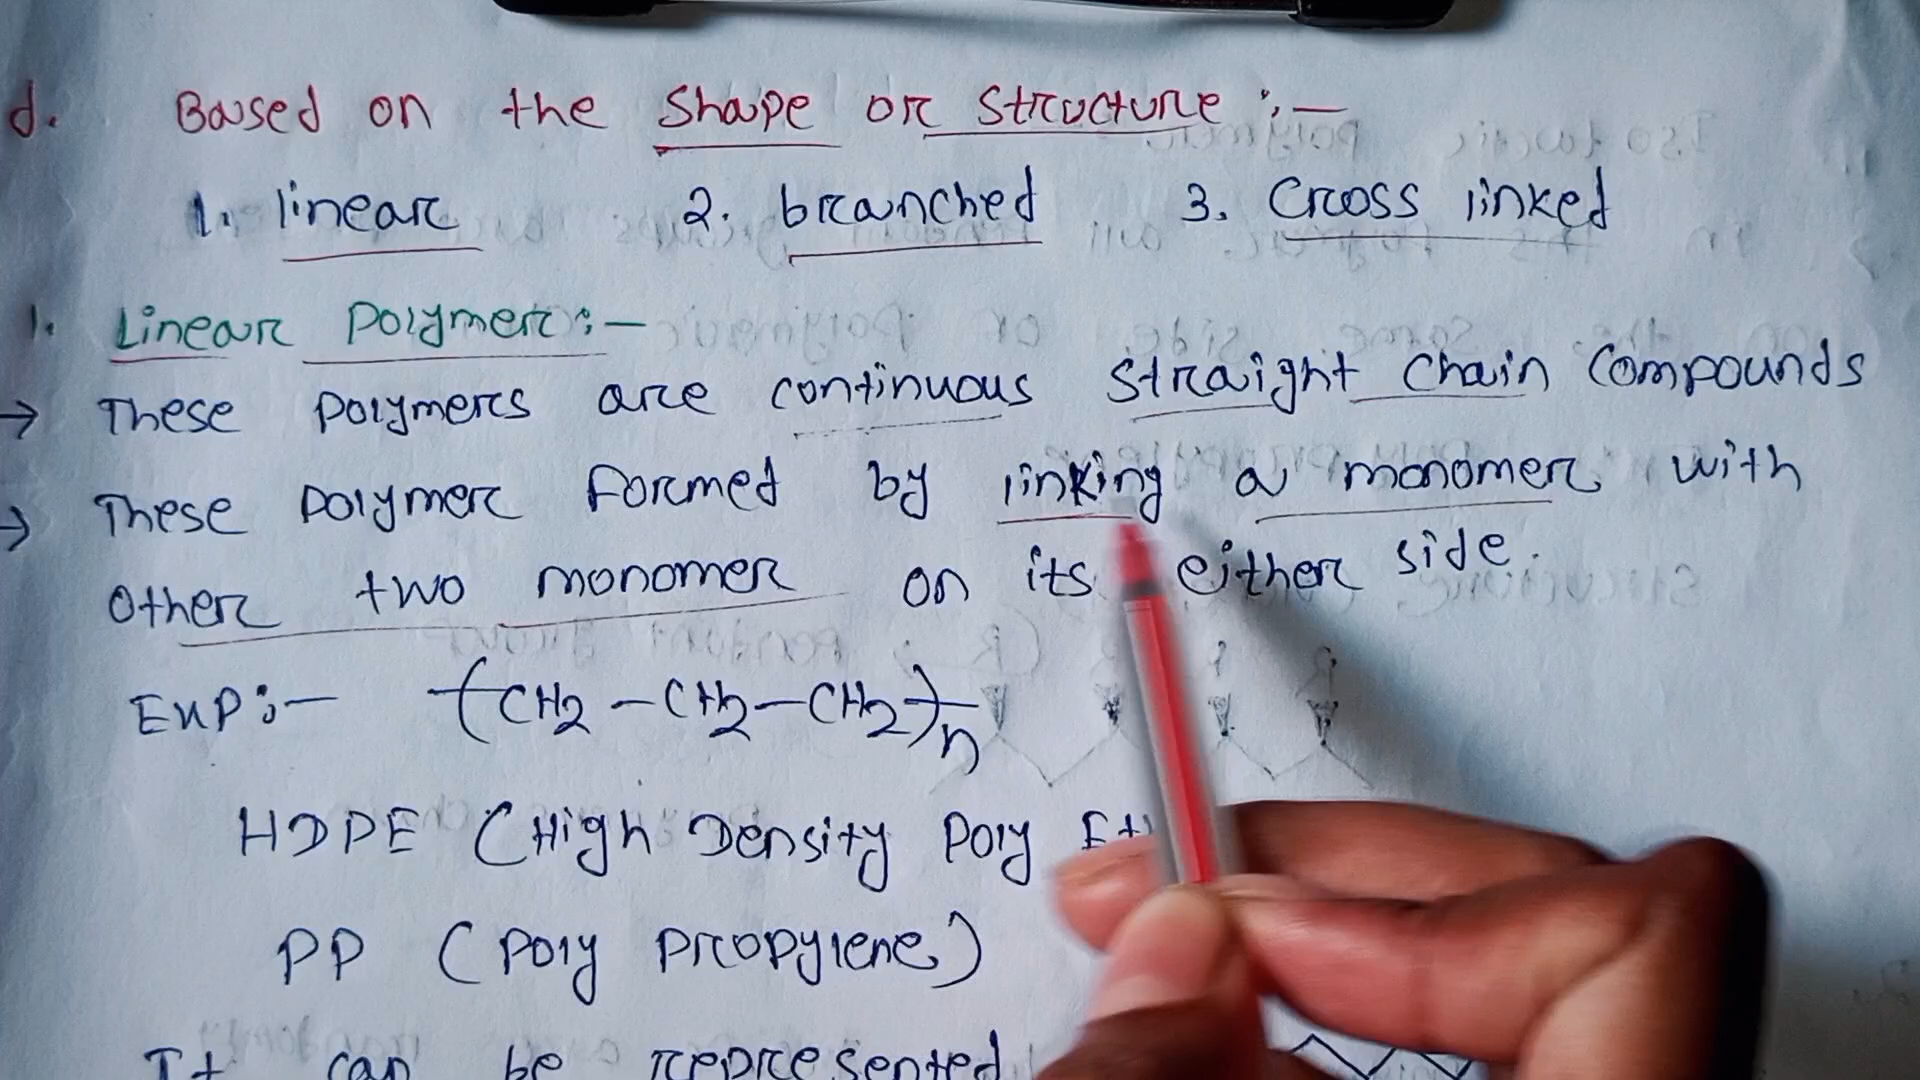 d. Based on the Shape or Structure :-
1. linear 2. branched 3. Cross linked
1. Linear Polymer:-
→ These polymers are continuous straight chain compounds
→ These polymer formed by linking a monomer with
other two monomer on its either side.
Exp:- -(CH2-CH2-CH2)-n
HDPE (High Density Poly
PP (Poly Propylene)
It can be represented